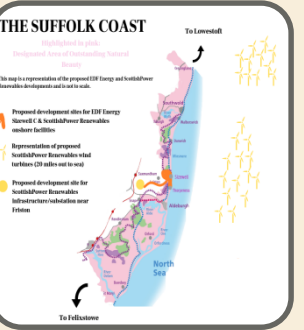 THE SUFFOLK COAST
Highlighted in pink:
Designated Area of Outstanding Natural
Beauty
This map is a representation of the proposed EDF Energy and ScottishPower
Renewables developments and is not to scale.
Proposed development sites for EDF Energy
Sizewell C & ScottishPower Renewables
onshore facilities
Representation of proposed
ScottishPower Renewables wind
turbines (20 miles out to sea)
Proposed development site for
ScottishPower Renewables
infrastructure/substation near
Friston
To Lowestoft
Southwold
Sizewell
Aldeburgh
North
Sea
To Felixstowe